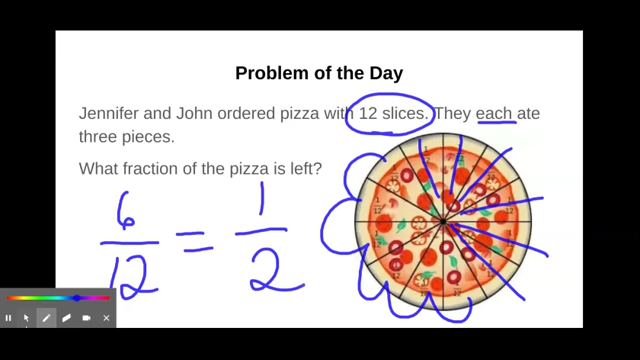 Problem of the Day
Jennifer and John ordered pizza with 12 slices. They each ate
three pieces.
What fraction of the pizza is left?
6/12 = 1/2